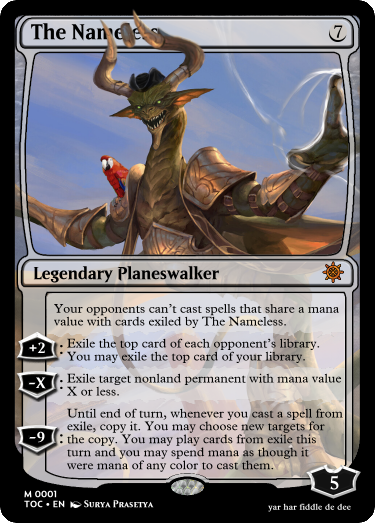 The Nameless
7
Legendary Planeswalker
Your opponents can't cast spells that share a mana
value with cards exiled by The Nameless.
+2: Exile the top card of each opponent's library.
You may exile the top card of your library.
-X: Exile target nonland permanent with mana value
X or less.
Until end of turn, whenever you cast a spell from
exile, copy it. You may choose new targets for
-9: the copy. You may play cards from exile this
turn and you may spend mana as though it
were mana of any color to cast them.
5
M 0001
TOC • EN Surya Prasetya
yar har fiddle de dee